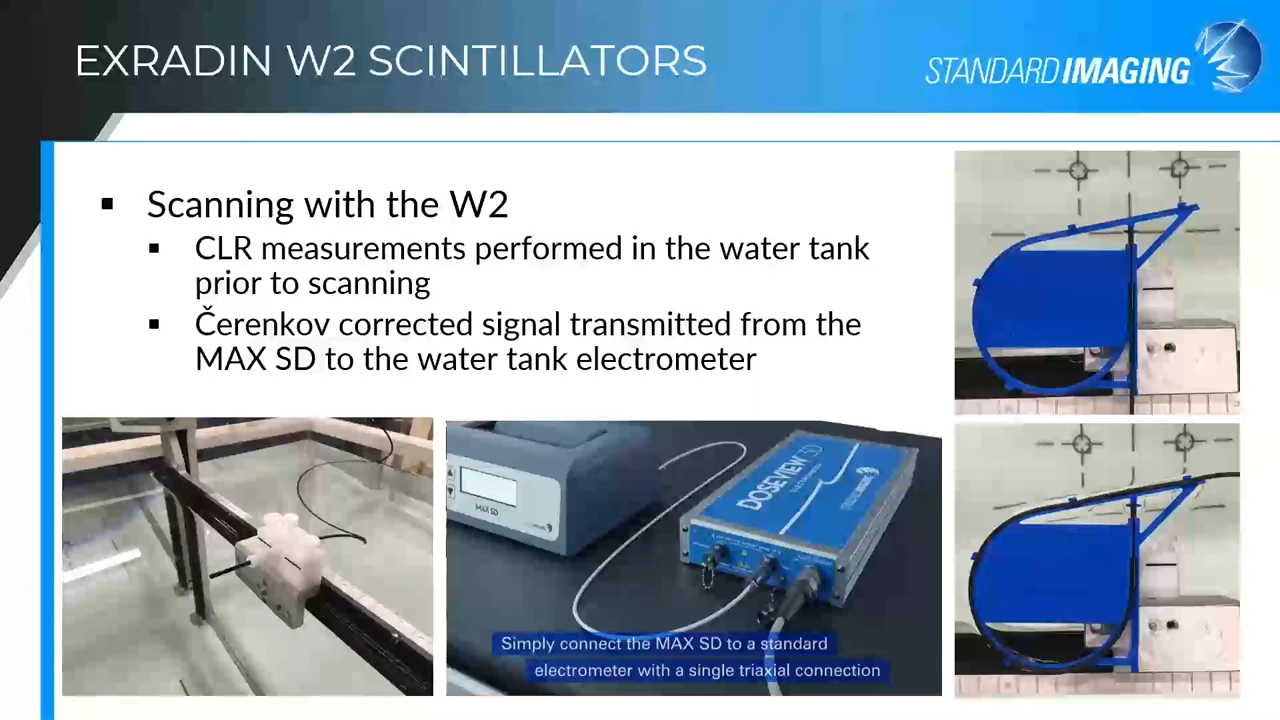 EXRADIN W2 SCINTILLATORS
STANDARD IMAGING
Scanning with the W2
CLR measurements performed in the water tank
prior to scanning
Čerenkov corrected signal transmitted from the
MAX SD to the water tank electrometer
MAX SD
DOSEVIEW 3D
Simply connect the MAX SD to a standard
electrometer with a single triaxial connection